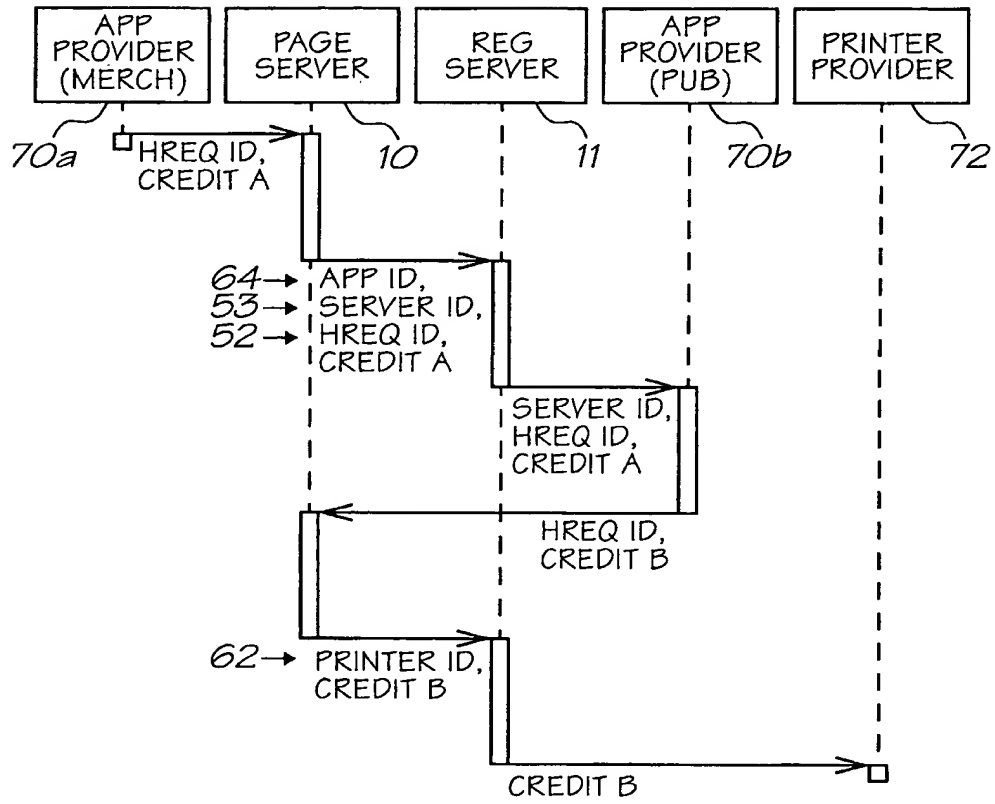 APP
PROVIDER
(MERCH)
PAGE
SERVER
REG
SERVER
APP
PROVIDER
(PUB)
PRINTER
PROVIDER
70a
10
11
70b
72
HREQ ID,
CREDIT A
64 APP ID,
53 SERVER ID,
52 HREQ ID,
CREDIT A
SERVER ID,
HREQ ID,
CREDIT A
HREQ ID,
CREDIT B
62 PRINTER ID,
CREDIT B
CREDIT B